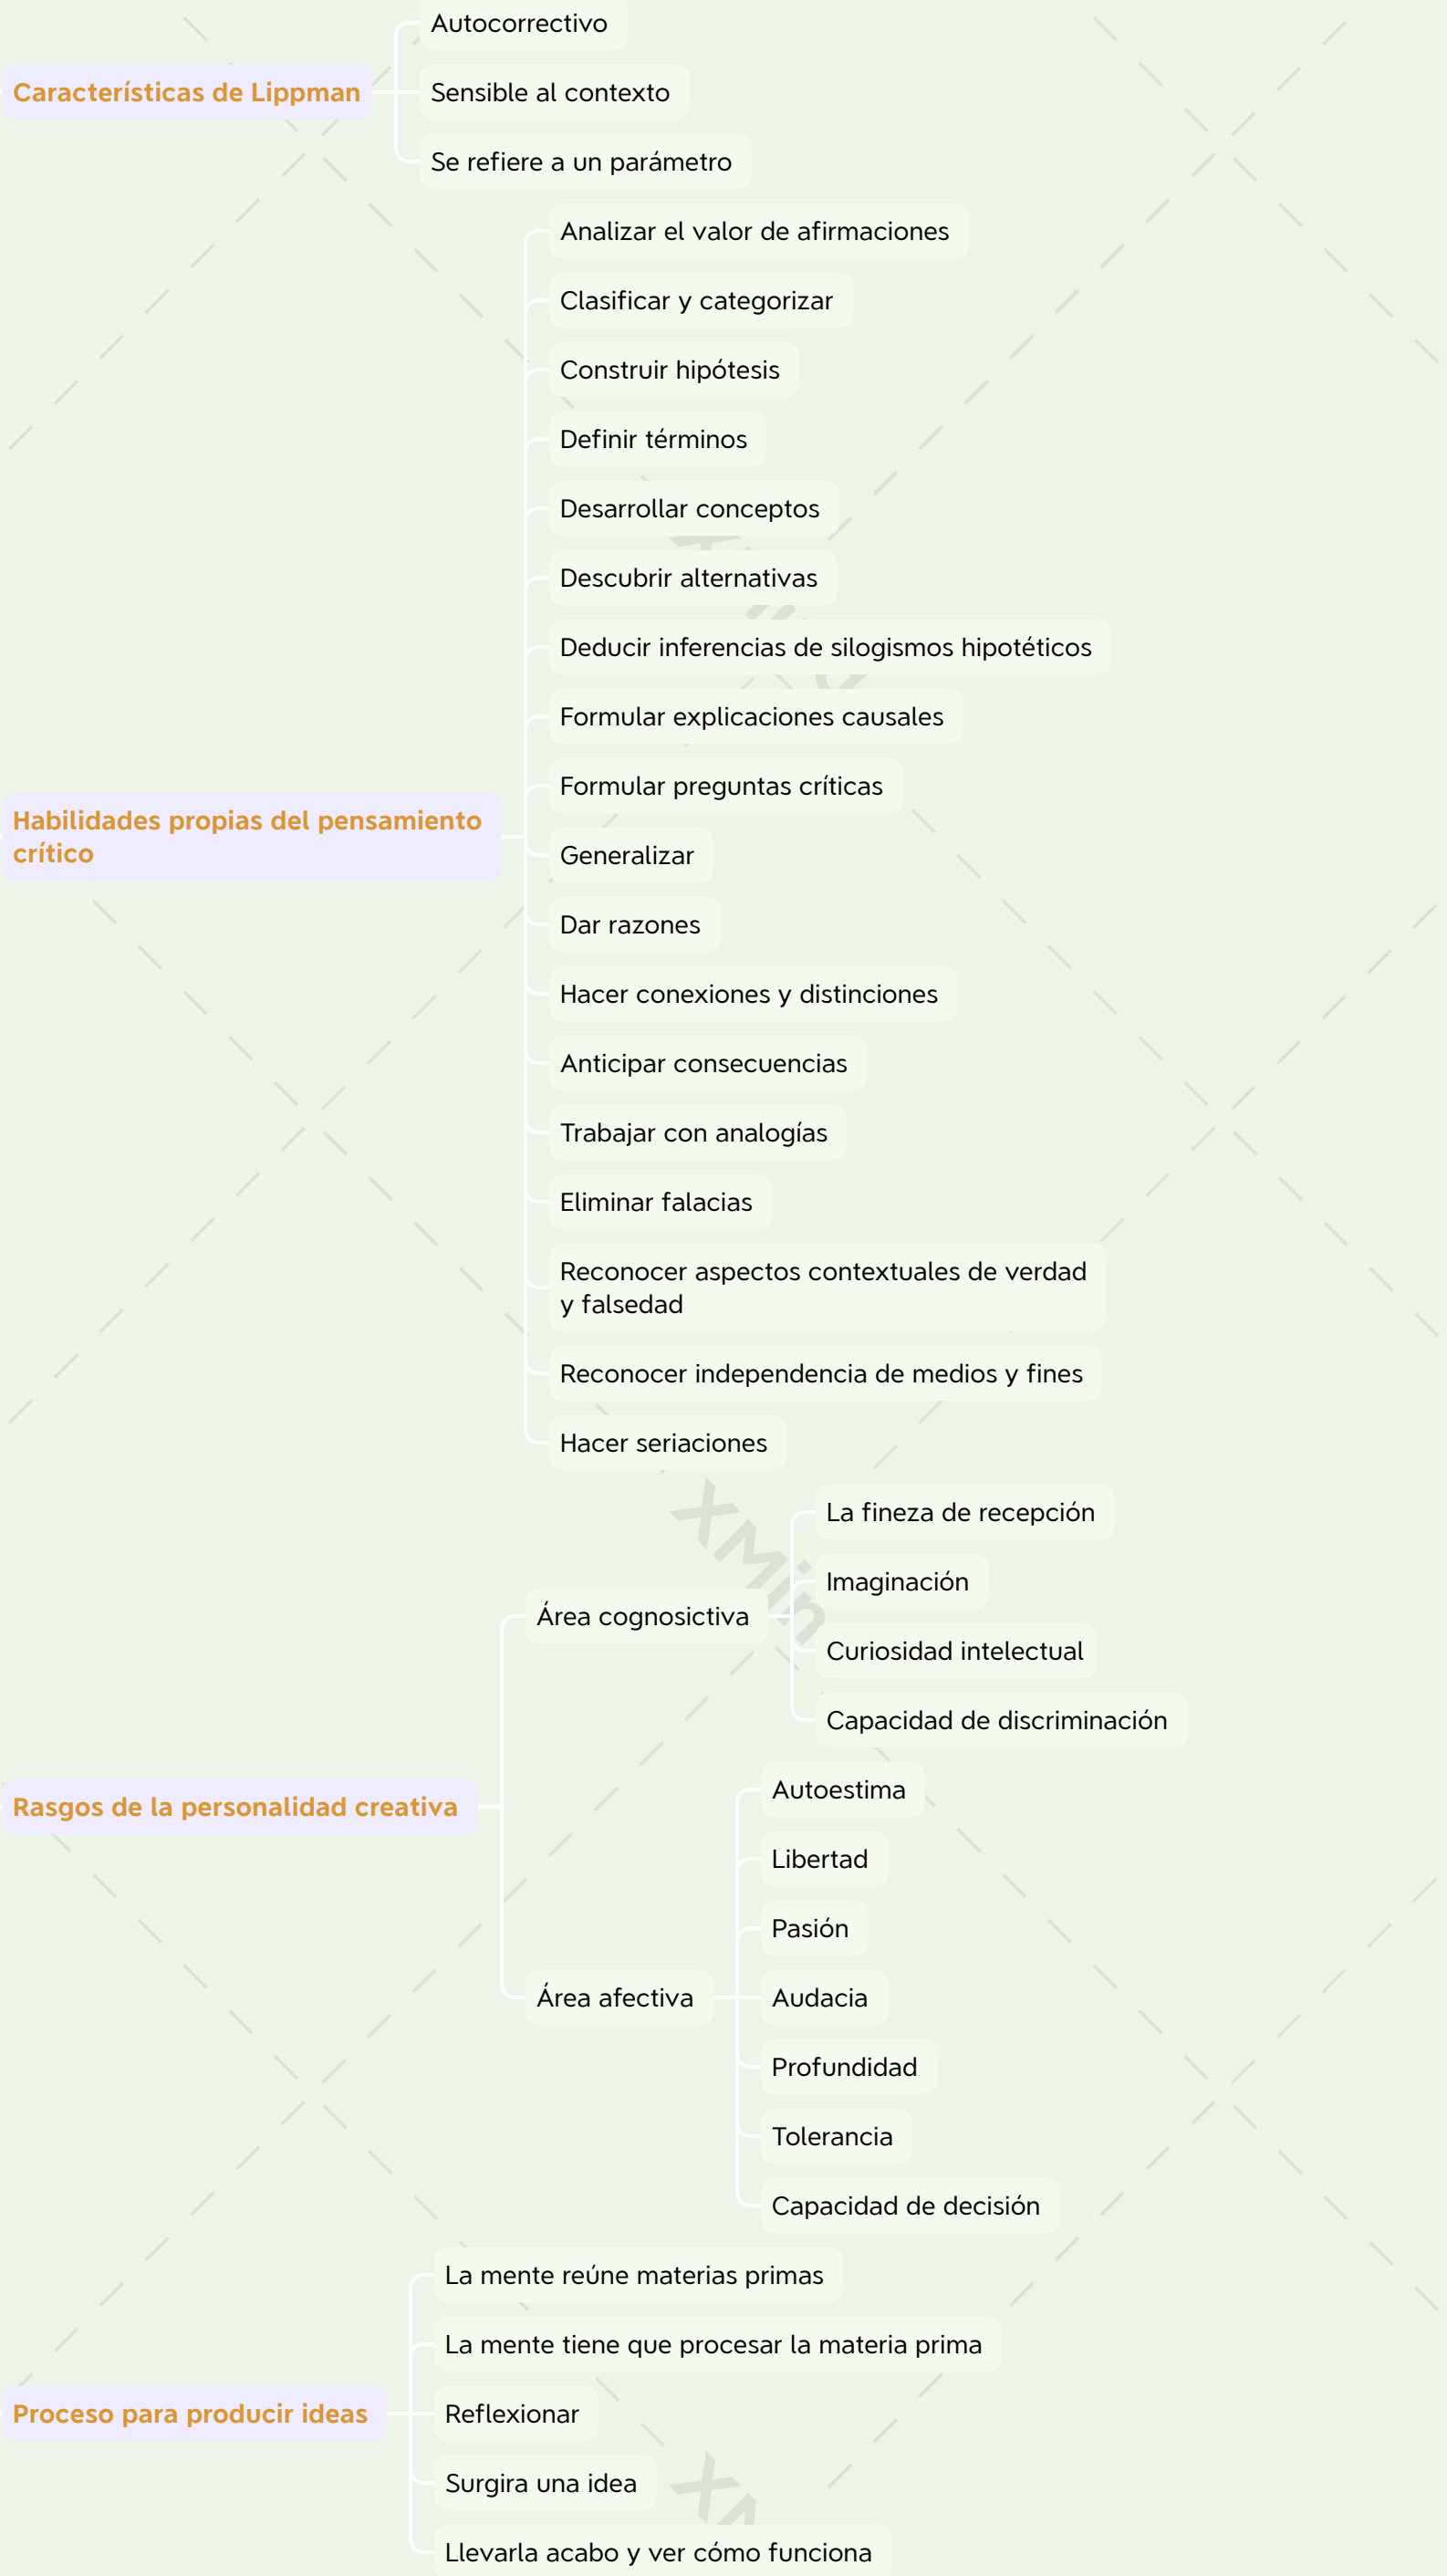 Autocorrectivo
Características de Lippman
Sensible al contexto
Se refiere a un parámetro
Analizar el valor de afirmaciones
Clasificar y categorizar
Construir hipótesis
Definir términos
Desarrollar conceptos
Descubrir alternativas
Deducir inferencias de silogismos hipotéticos
Formular explicaciones causales
Formular preguntas críticas
Habilidades propias del pensamiento
crítico
Generalizar
Dar razones
Hacer conexiones y distinciones
Anticipar consecuencias
Trabajar con analogías
Eliminar falacias
Reconocer aspectos contextuales de verdad
y falsedad
Reconocer independencia de medios y fines
Hacer seriaciones
La fineza de recepción
Imaginación
Área cognosictiva
Curiosidad intelectual
Capacidad de discriminación
Rasgos de la personalidad creativa
Autoestima
Libertad
Pasión
Área afectiva
Audacia
Profundidad
Tolerancia
Capacidad de decisión
La mente reúne materias primas
La mente tiene que procesar la materia prima
Proceso para producir ideas
Reflexionar
Surgira una idea
Llevarla acabo y ver cómo funciona
XMin